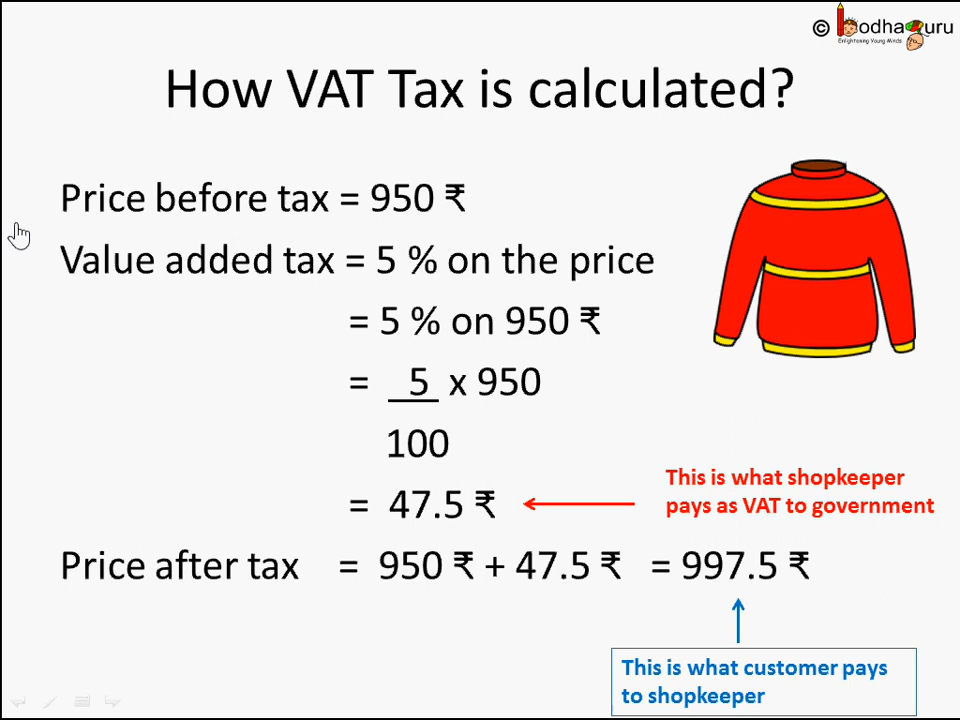 © BodhaGuru
Enlightening Young Minds
How VAT Tax is calculated?
Price before tax = 950 ₹
Value added tax = 5 % on the price
= 5 % on 950 ₹
= 5 x 950
100
= 47.5 ₹
This is what shopkeeper
pays as VAT to government
Price after tax = 950 ₹ + 47.5 ₹ = 997.5 ₹
This is what customer pays
to shopkeeper